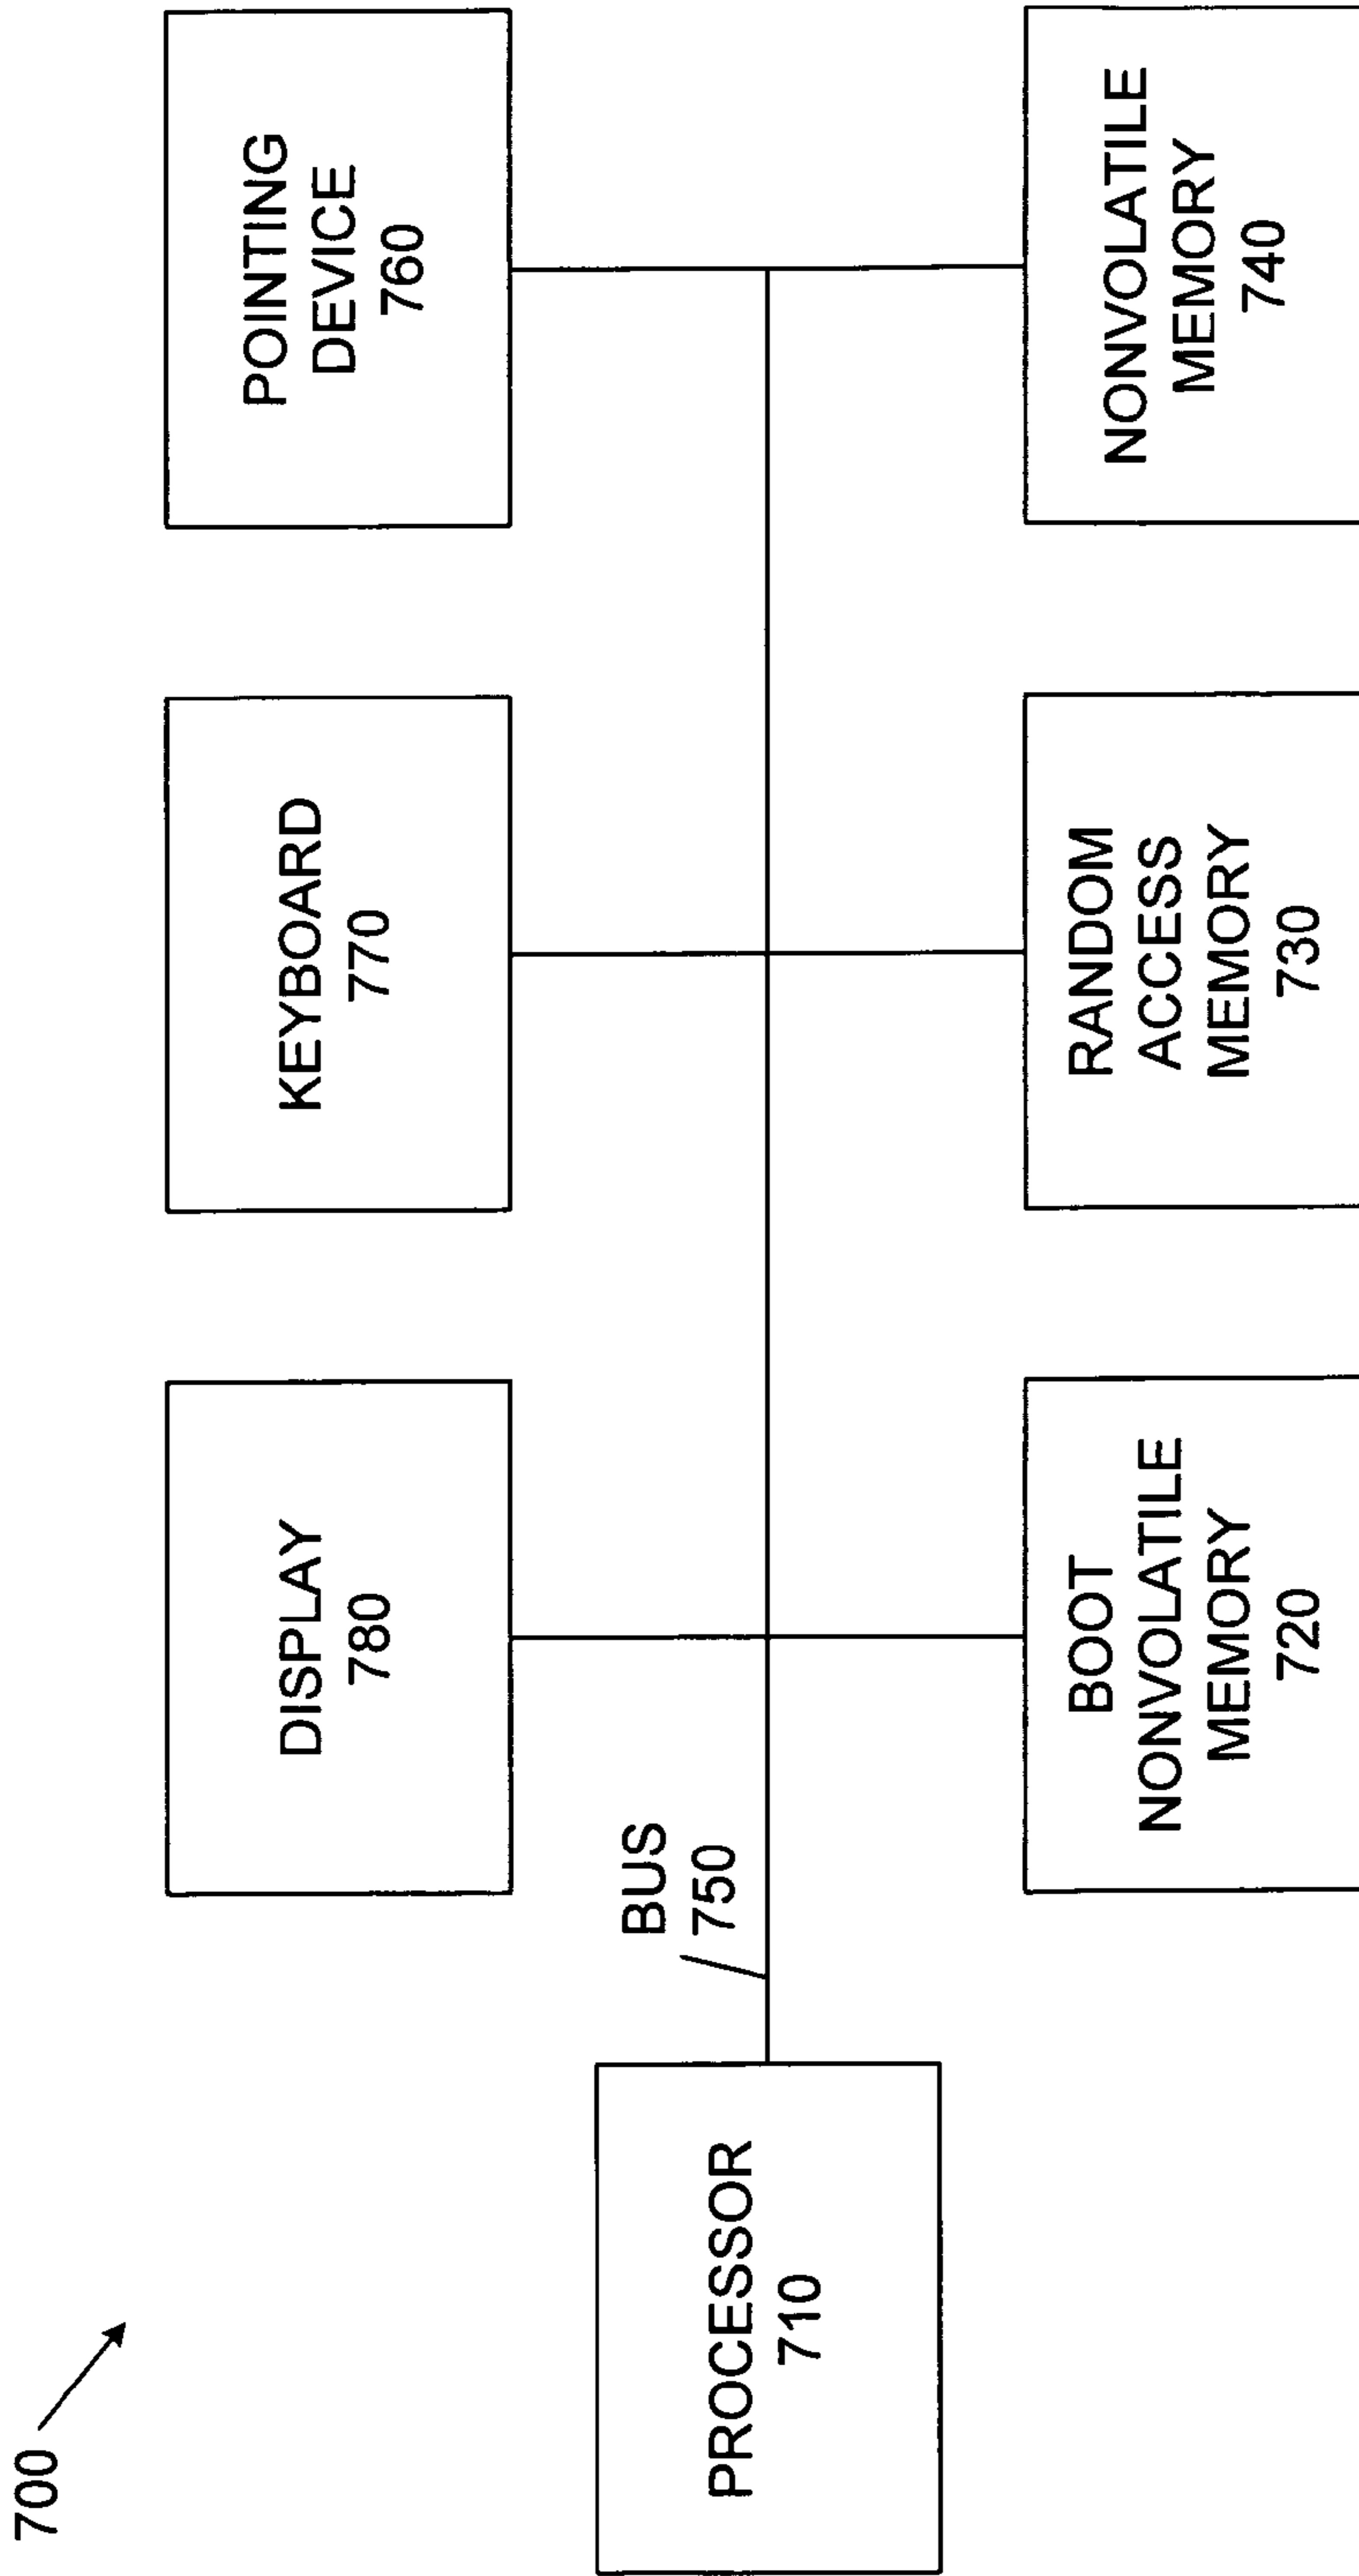 700
DISPLAY
780
KEYBOARD
770
POINTING
DEVICE
760
PROCESSOR
710
BUS
750
BOOT
NONVOLATILE
MEMORY
720
RANDOM
ACCESS
MEMORY
730
NONVOLATILE
MEMORY
740